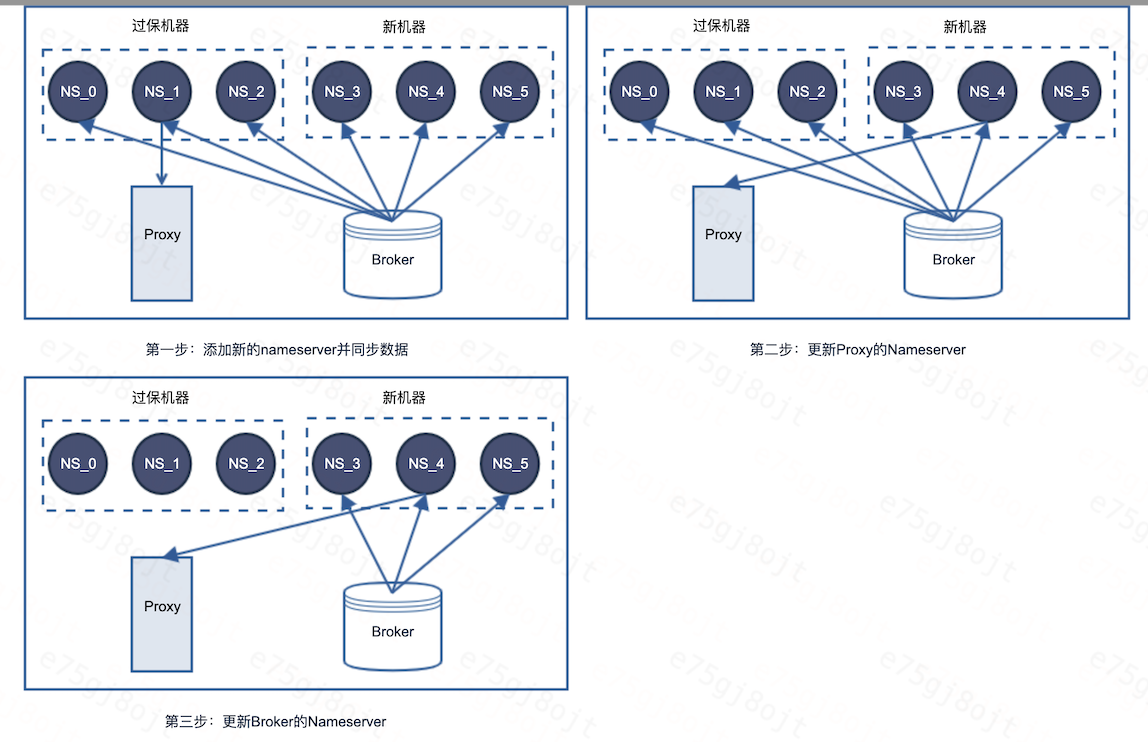 过保机器 新机器
NS_0 NS_1 NS_2 NS_3 NS_4 NS_5
Proxy
Broker
第一步：添加新的nameserver并同步数据
过保机器 新机器
NS_0 NS_1 NS_2 NS_3 NS_4 NS_5
Proxy
Broker
第二步：更新Proxy的Nameserver
过保机器 新机器
NS_0 NS_1 NS_2 NS_3 NS_4 NS_5
Proxy
Broker
第三步：更新Broker的Nameserver
e75gj8ojt